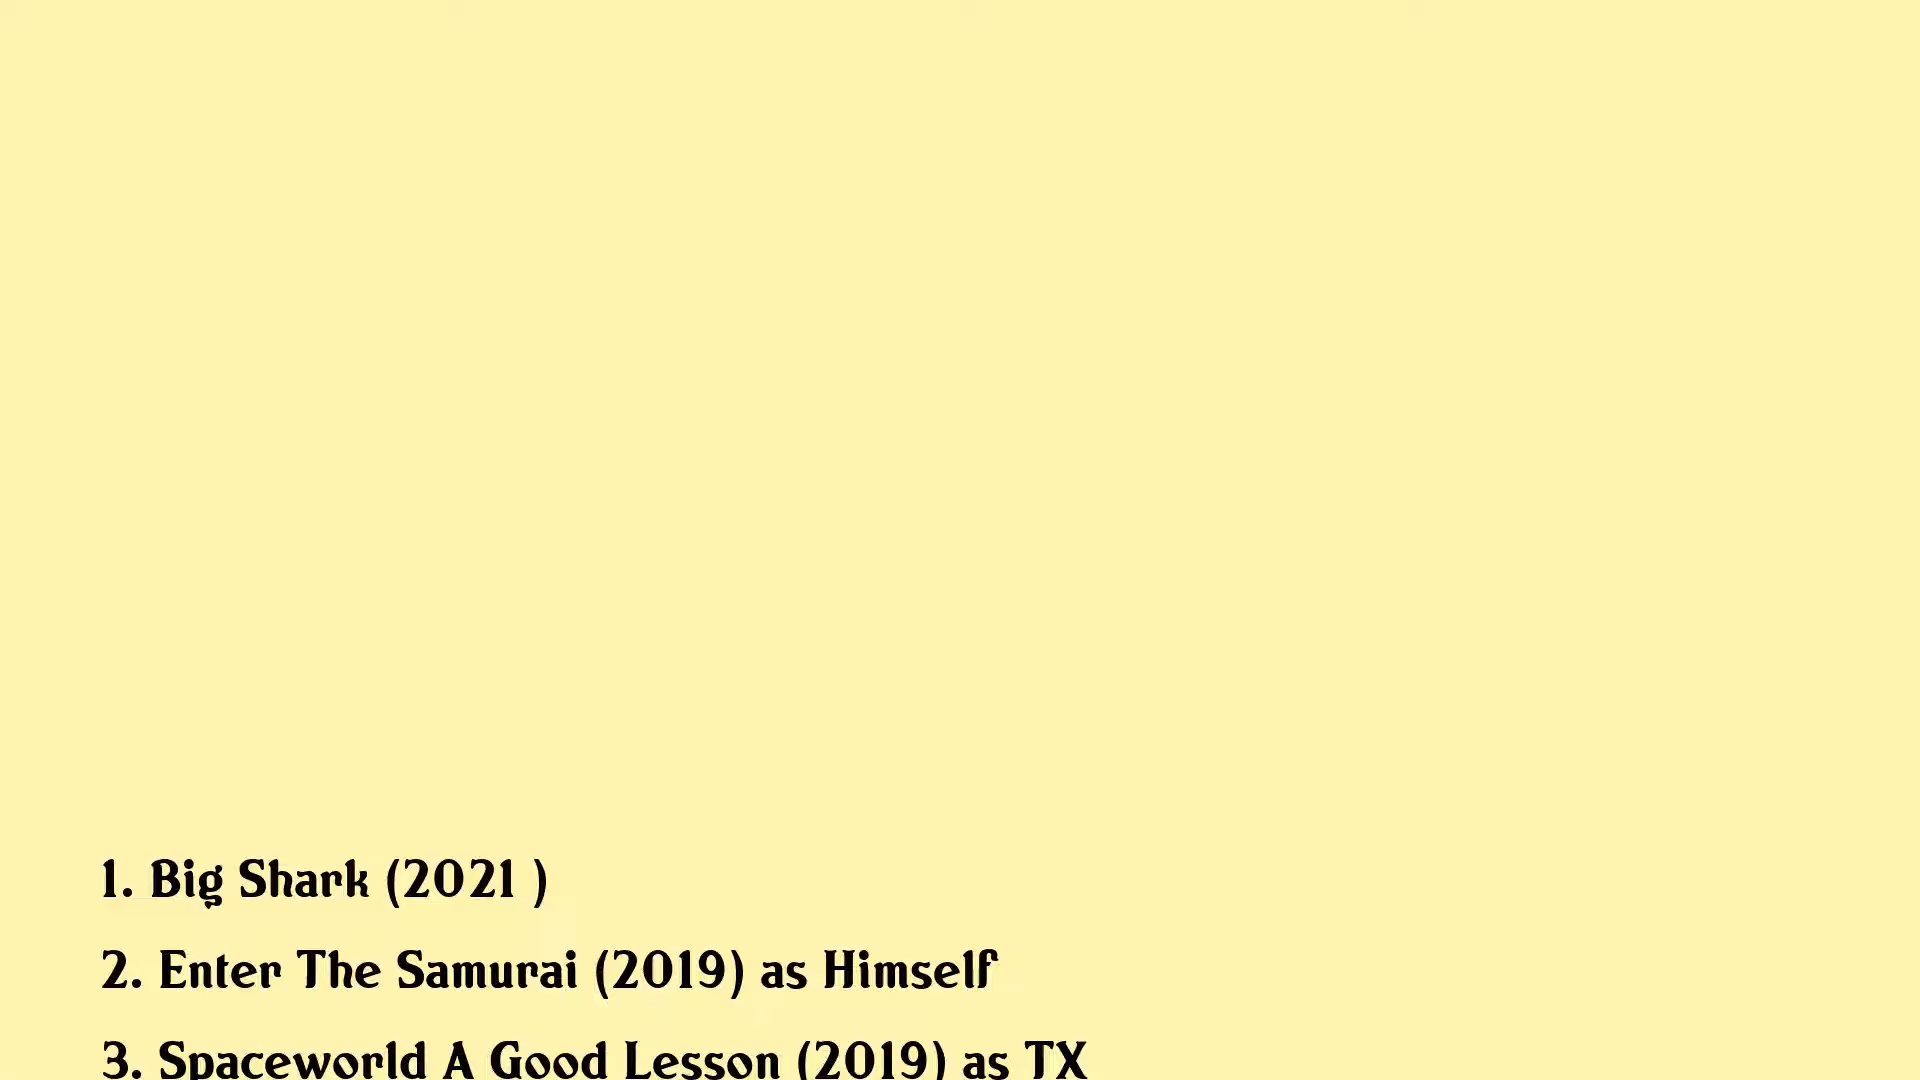 1. Big Shark (2021 )
2. Enter The Samurai (2019) as Himself
3. Spaceworld A Good Lesson (2019) as TX